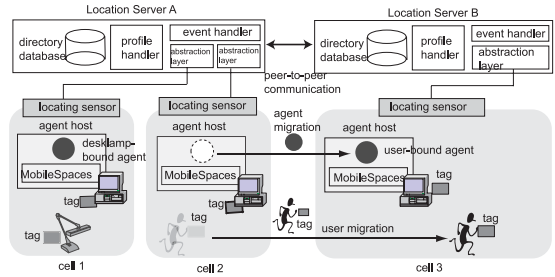 Location Server A
Location Server B
event handler
directory
database
profile
handler
abstraction
layer
abstraction
layer
directory
database
profile
handler
event handler
abstraction
layer
peer-to-peer
communication
locating sensor
locating sensor
locating sensor
agent host
desklamp-
bound agent
MobileSpaces
tag
tag
cell 1
agent host
MobileSpaces
tag
tag
cell 2
agent
migration
user migration
agent host
user-bound agent
MobileSpaces
tag
tag
cell 3